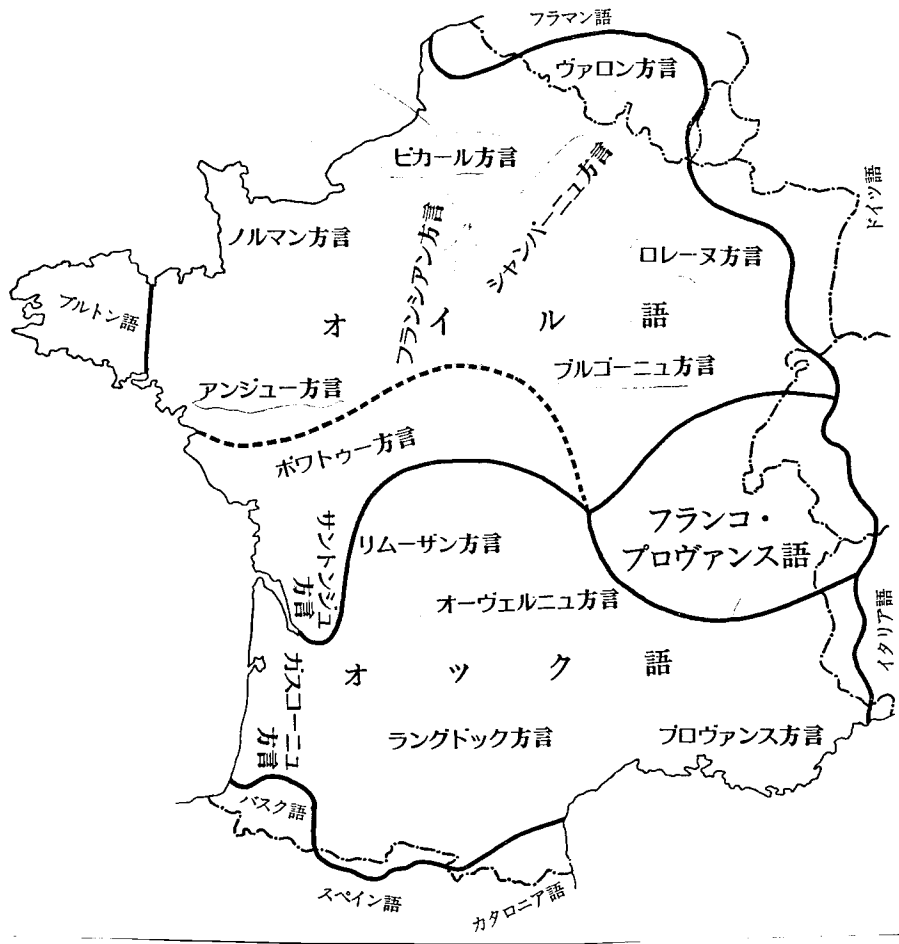 フラマン語
ヴァロン方言
ピカール方言
シャンパーニュ方言
ドイツ語
フランシアン方言
ノルマン方言
ロレーヌ方言
ブルトン語
オイル語
ブルゴーニュ方言
アンジュー方言
ポワトゥー方言
フランコ・
プロヴァンス語
サントンジュ
方言
リムーザン方言
オーヴェルニュ方言
イタリア語
オック語
ガスコーニュ
方言
ラングドック方言
プロヴァンス方言
バスク語
スペイン語
カタロニア語